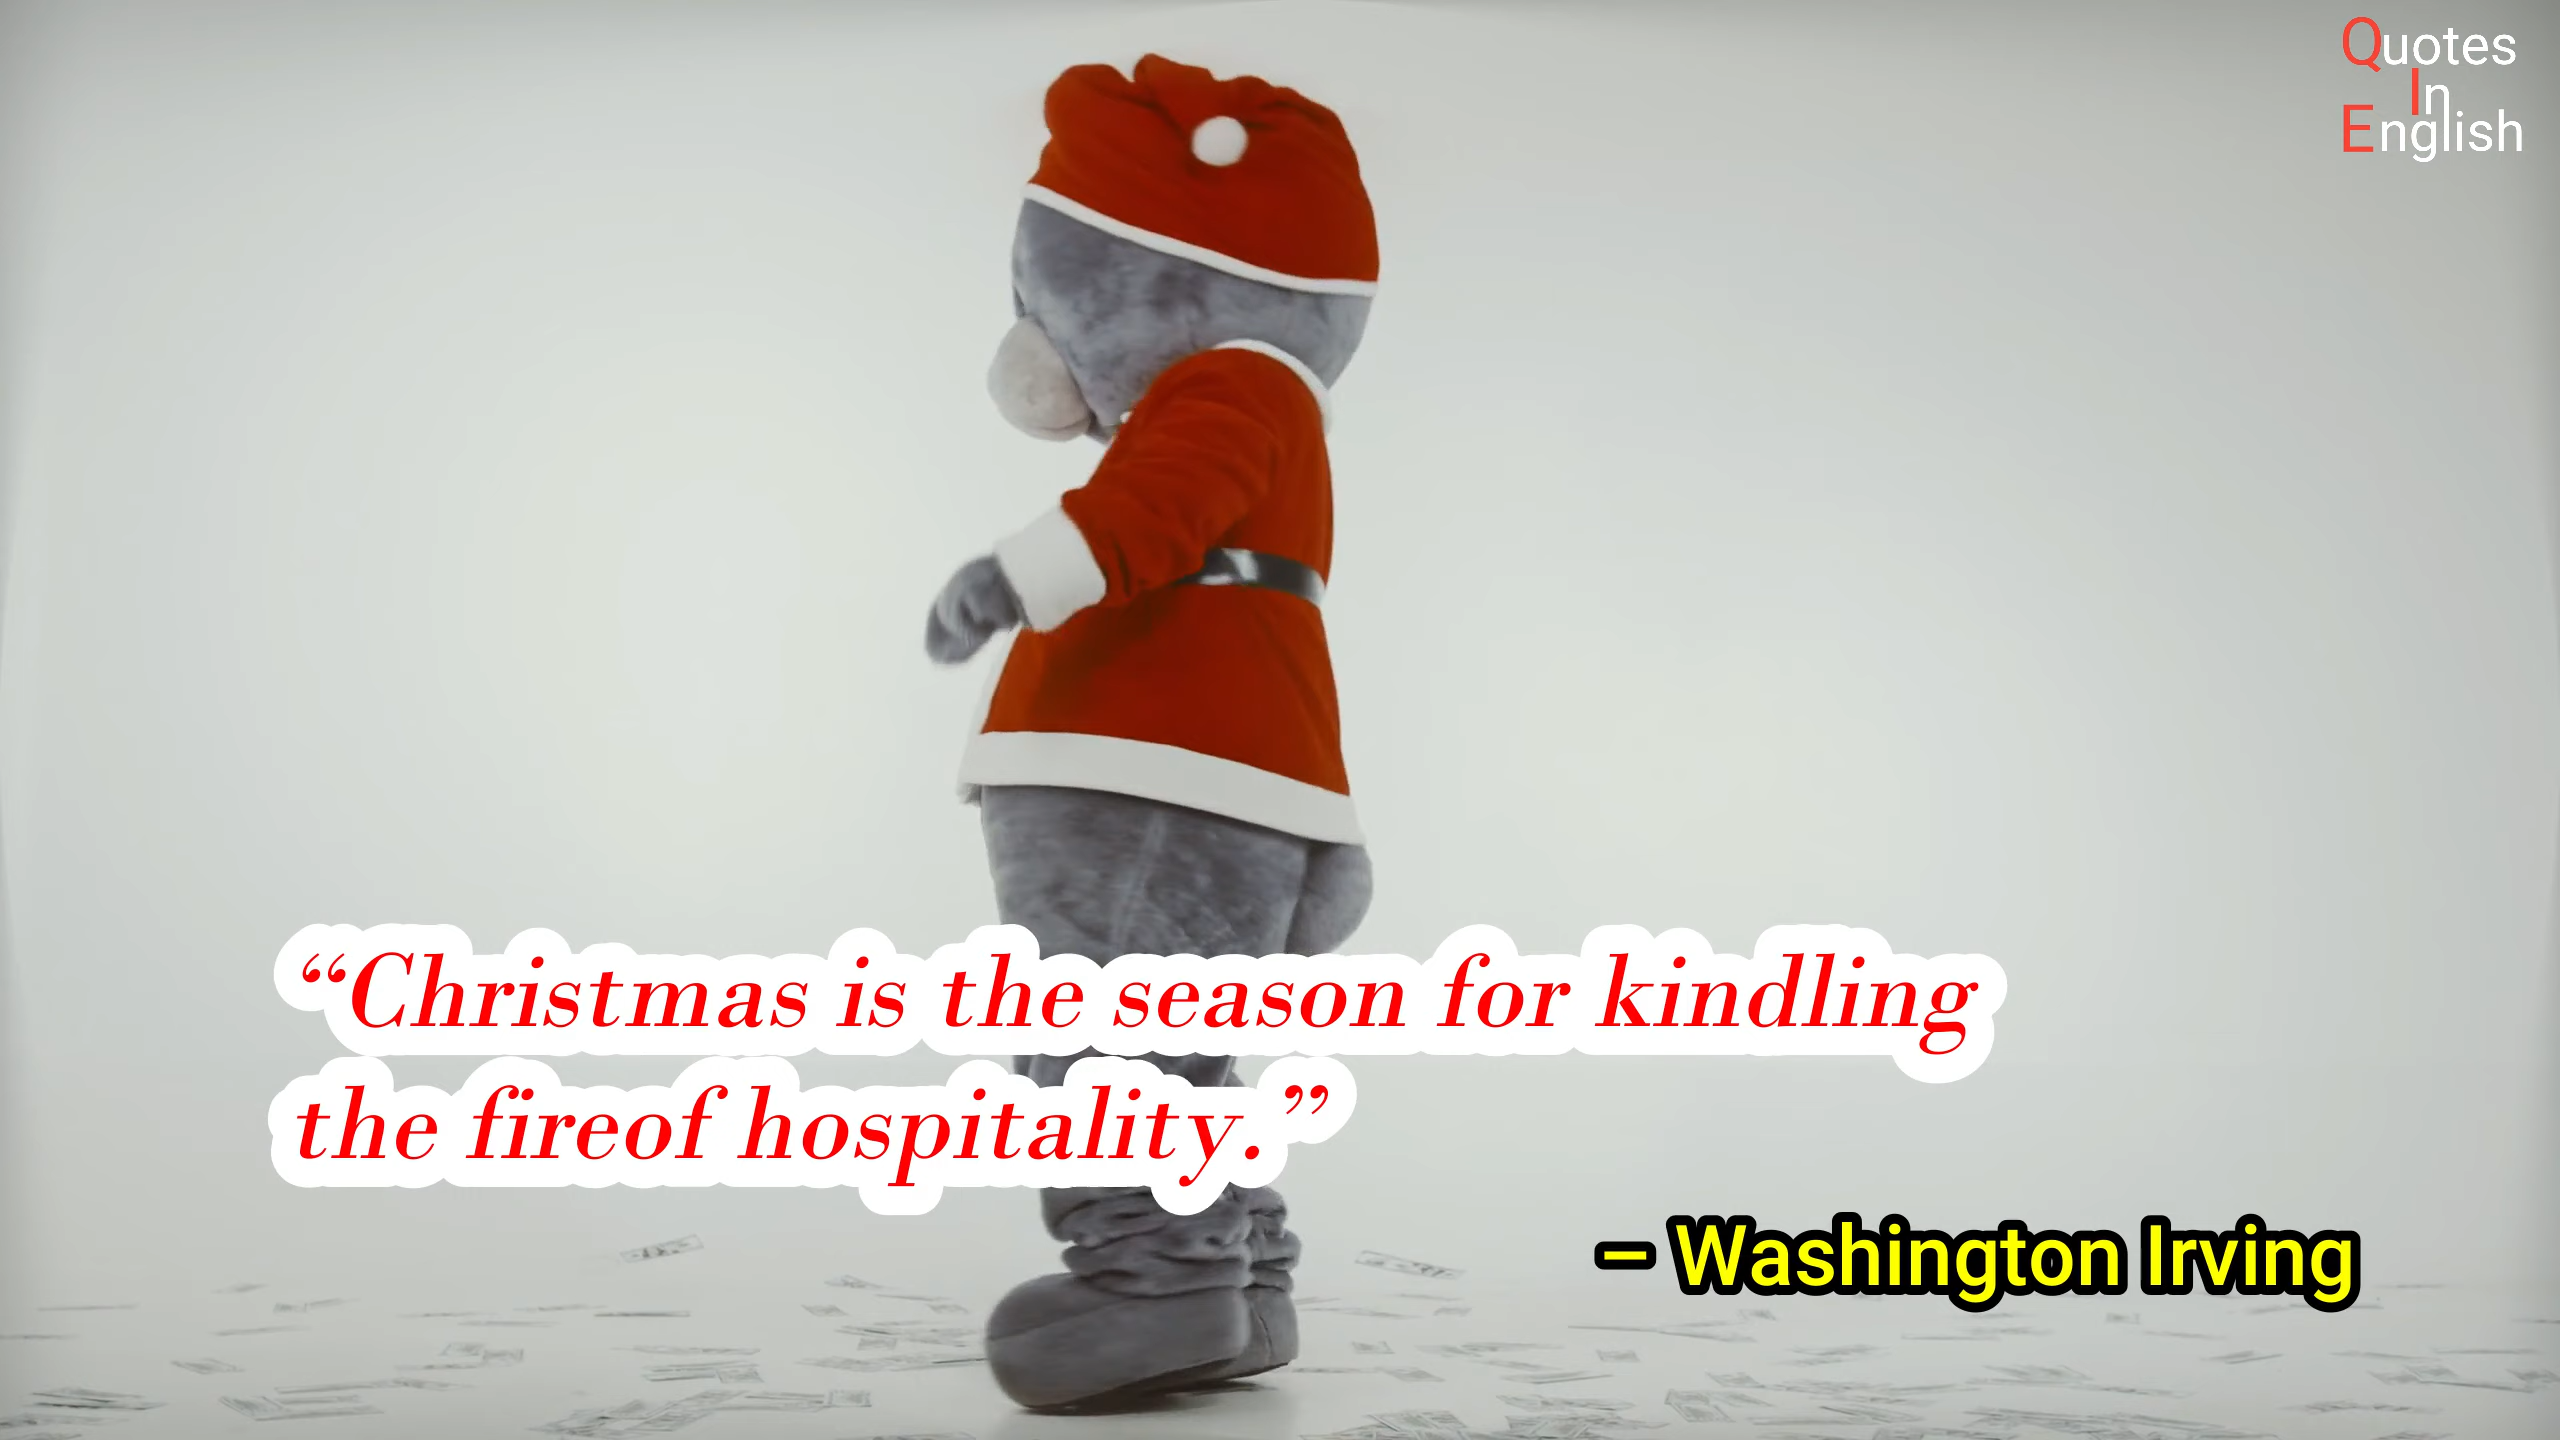 Quotes
In
English
“Christmas is the season for kindling
the fireof hospitality.”
– Washington Irving